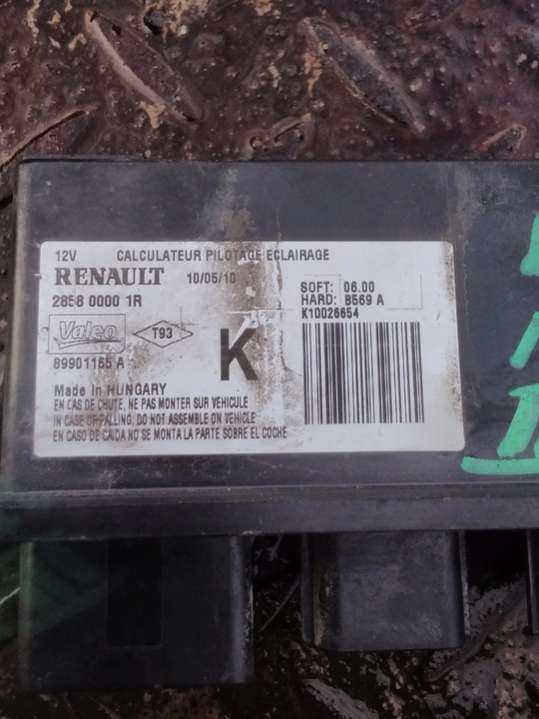 12V CALCULATEUR PILOTAGE ECLAIRAGE
RENAULT 10/05/10
2858 0000 1R
SOFT: 06.00
HARD: B569 A
K10026654
Valeo T93
K
89901165 A
Made in HUNGARY
EN CAS DE CHUTE, NE PAS MONTER SUR VEHICULE
IN CASE OF FALLING, DO NOT ASSEMBLE ON VEHICLE
EN CASO DE CAIDA NO SE MONTA LA PARTE SOBRE EL COCHE